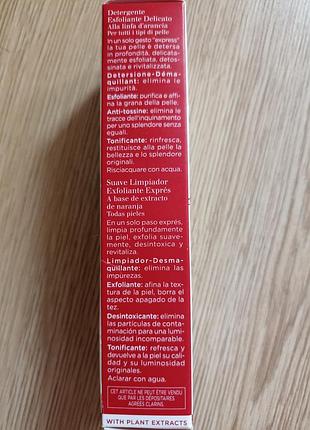 Detergente
Esfoliante Delicato
Alla linfa d'arancia
Per tutti i tipi di pelle
In un solo gesto "express"
la tua pelle è detersa
in profondità, delicata-
mente esfoliata, detos-
sinata e rivitalizzata.
Detersione-Déma-
quillant: elimina le
impurità.
Esfoliante: purifica e affi-
na la grana della pelle.
Anti-tossine: elimina le
tracce dell'inquinamento
per uno splendore senza
eguali.
Tonificante: rinfresca,
restituisce alla pelle la
bellezza e lo splendore
originali.
Risciacquare con acqua.
Suave Limpiador
Exfoliante Exprés
A base de extracto
de naranja
Todas pieles
En un solo paso exprés,
limpia profundamente
la piel, exfolia suave-
mente, desintoxica y
revitaliza.
Limpiador-Desma-
quillante: elimina las
impurezas.
Exfoliante: afina la tex-
tura de la piel, borra el
aspecto apagado de la
tez.
Desintoxicante: elimina
las partículas de conta-
minación para una lumi-
nosidad incomparable.
Tonificante: refresca y
devuelve a la piel su cali-
dad y su luminosidad
originales.
Aclarar con agua.
CET ARTICLE NE PEUT ÊTRE VENDU
QUE PAR LES DÉPOSITAIRES
AGRÉÉS CLARINS.
WITH PLANT EXTRACTS